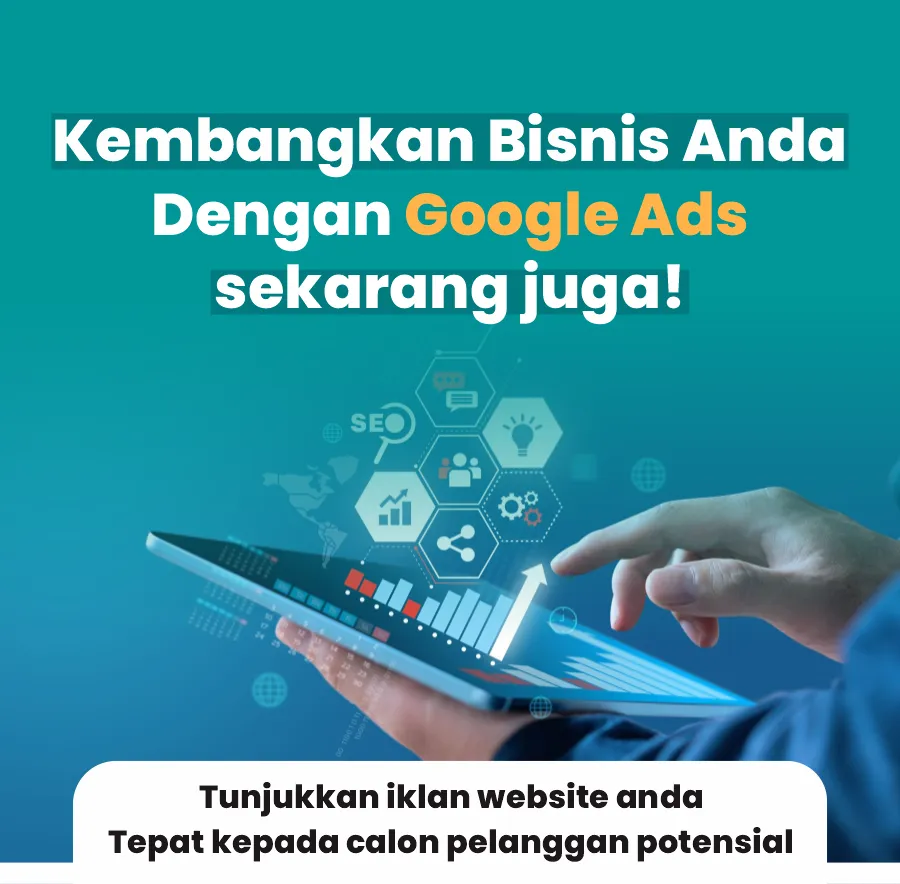 Kembangkan Bisnis Anda
Dengan Google Ads
sekarang juga!
SEO
Tunjukkan iklan website anda
Tepat kepada calon pelanggan potensial